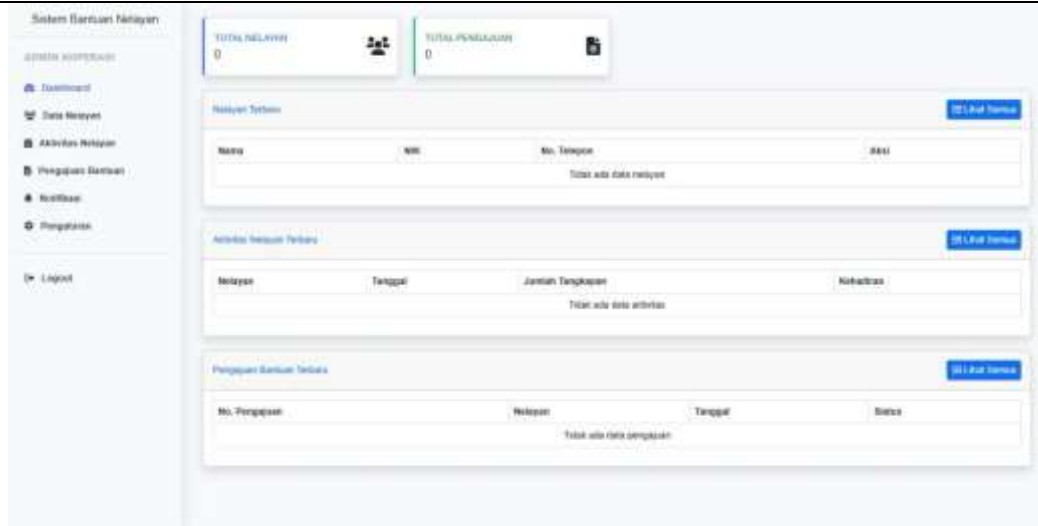 Sistem Bantuan Nelayan
ADMIN KOPERASI
Dashboard
Data Nelayan
Aktivitas Nelayan
Pengajuan Bantuan
Notifikasi
Pengaturan
Logout
TOTAL NELAYAN
0
TOTAL PENGAJUAN
0
Nelayan Terbaru
Lihat Semua
Nama NIK No. Telepon Aksi
Tidak ada data nelayan
Aktivitas Nelayan Terbaru
Lihat Semua
Nelayan Tanggal Jumlah Tangkapan Kehadiran
Tidak ada data aktivitas
Pengajuan Bantuan Terbaru
Lihat Semua
No. Pengajuan Nelayan Tanggal Status
Tidak ada data pengajuan